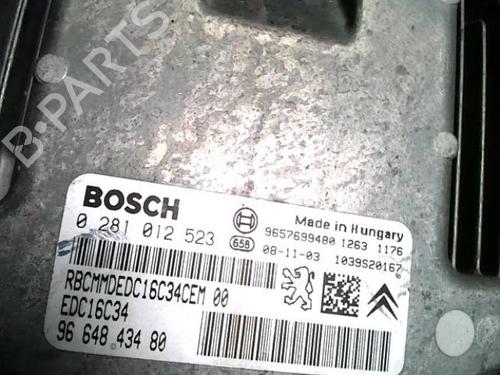 B-PARTS
BOSCH
0 281 012 523
Made in Hungary
9657699480 1263 1176
658 08-11-03 1039S20167
RBCMMDEDC16C34CEM 00
EDC16C34
96 648 434 80